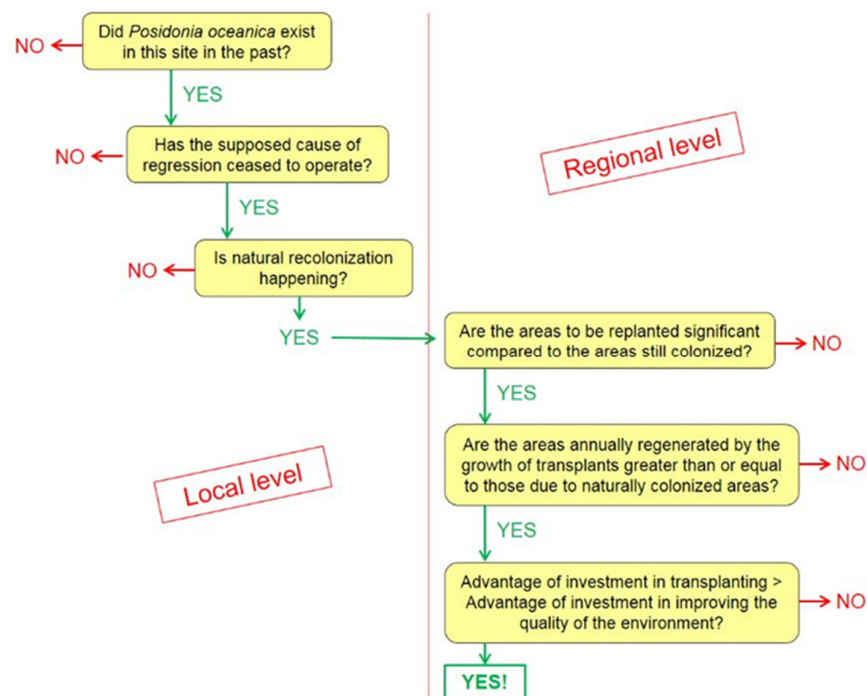 Did Posidonia oceanica exist
in this site in the past?
NO
YES
Has the supposed cause of
regression ceased to operate?
NO
YES
Is natural recolonization
happening?
NO
YES
Local level
Regional level
Are the areas to be replanted significant
compared to the areas still colonized?
NO
YES
Are the areas annually regenerated by the
growth of transplants greater than or equal
to those due to naturally colonized areas?
NO
YES
Advantage of investment in transplanting >
Advantage of investment in improving the
quality of the environment?
NO
YES!